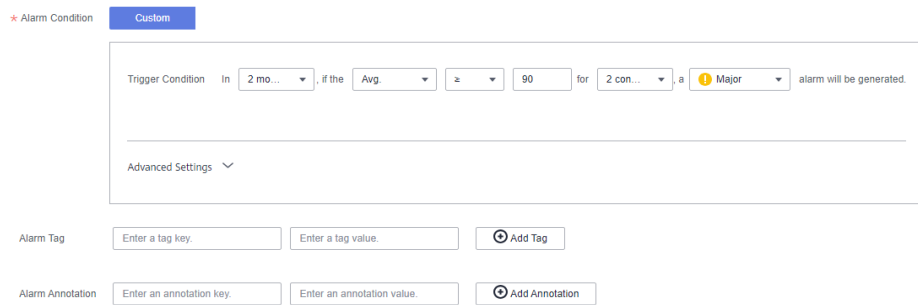 * Alarm Condition Custom
Trigger Condition In 2 mo... , if the Avg. ≥ 90 for 2 con... , a Major alarm will be generated.
Advanced Settings
Alarm Tag Enter a tag key. Enter a tag value. Add Tag
Alarm Annotation Enter an annotation key. Enter an annotation value. Add Annotation